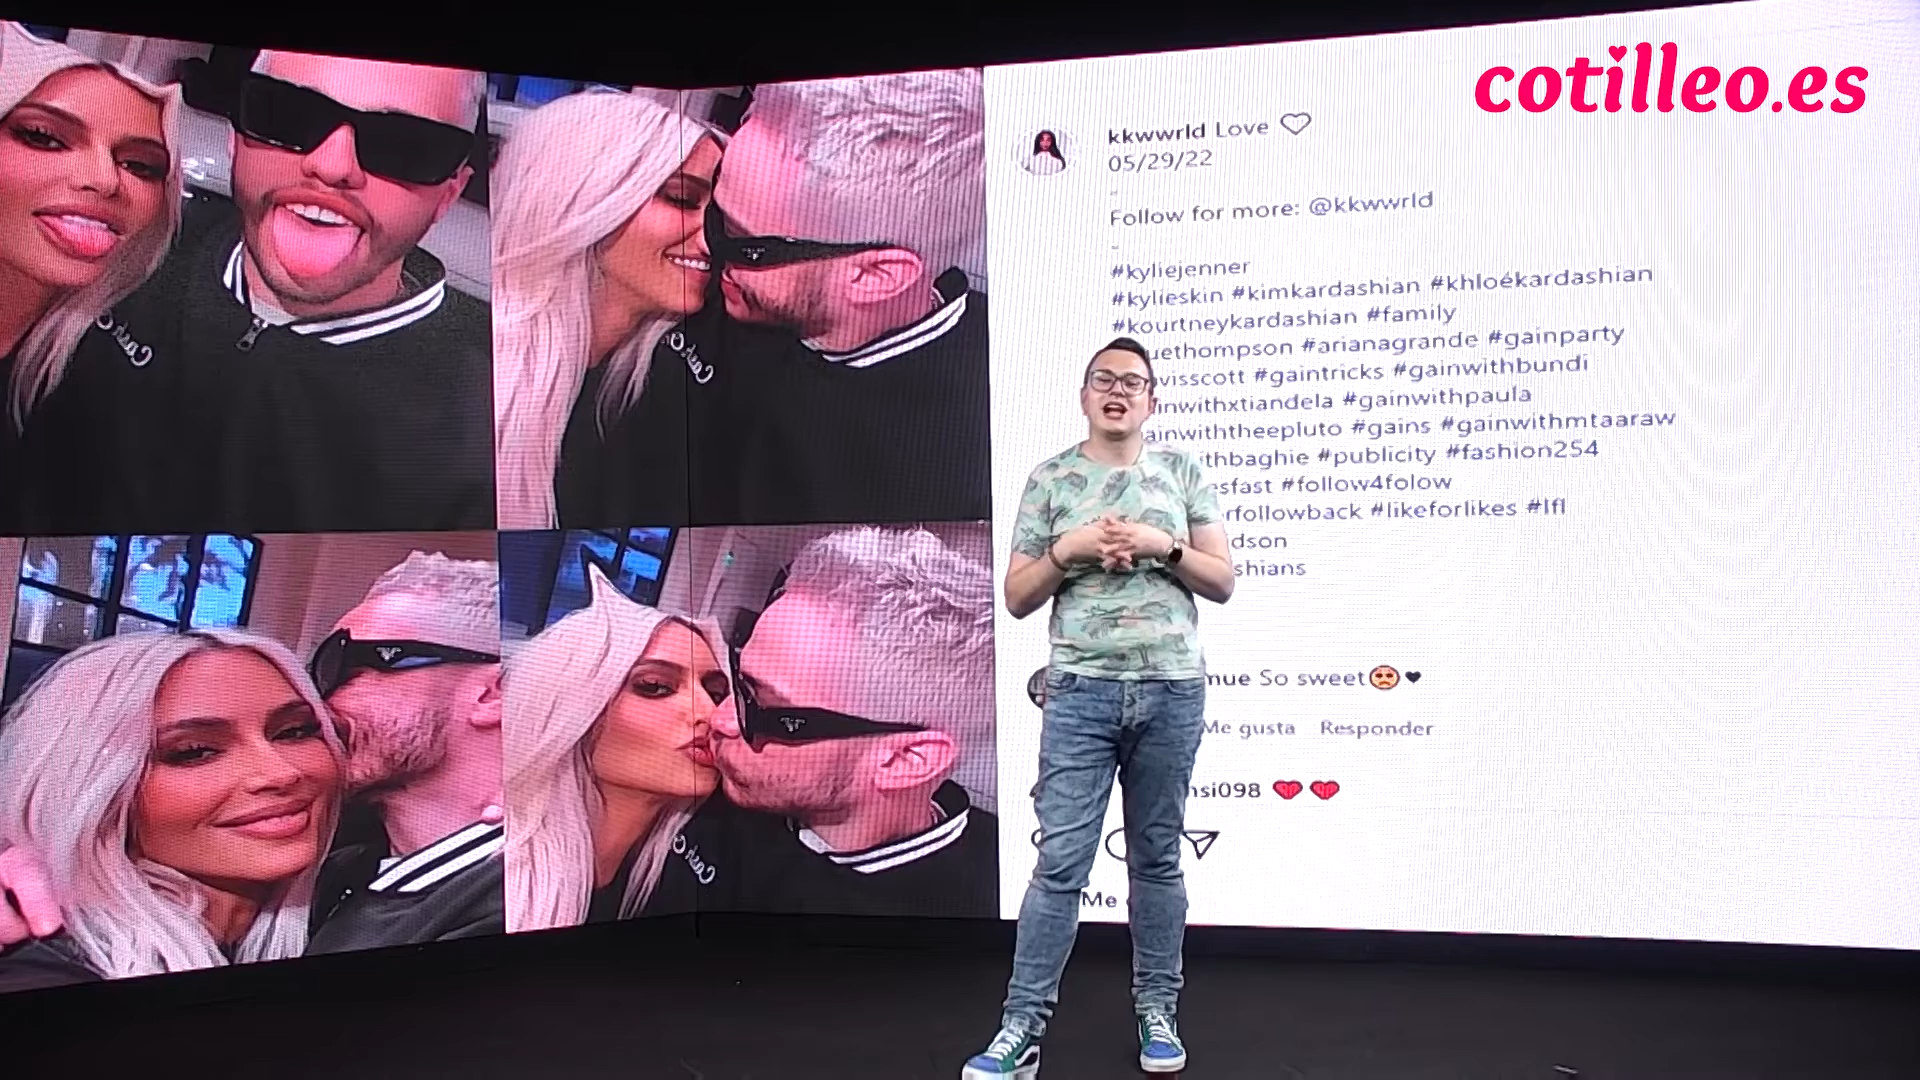 cotilleo.es
kkwwrld Love
05/29/22
-
Follow for more: @kkwwrld
-
#kyliejenner
#kylieskin #kimkardashian #khloékardashian
#kourtneykardashian #family
uethompson #arianagrande #gainparty
visscott #gaintricks #gainwithbundi
inwithxtiandela #gainwithpaula
ainwiththeepluto #gains #gainwithmtaaraw
ithbaghie #publicity #fashion254
esfast #follow4folow
rfollowback #likeforlikes #lfl
dson
shians
So sweet
Me gusta Responder
nsi098
Me